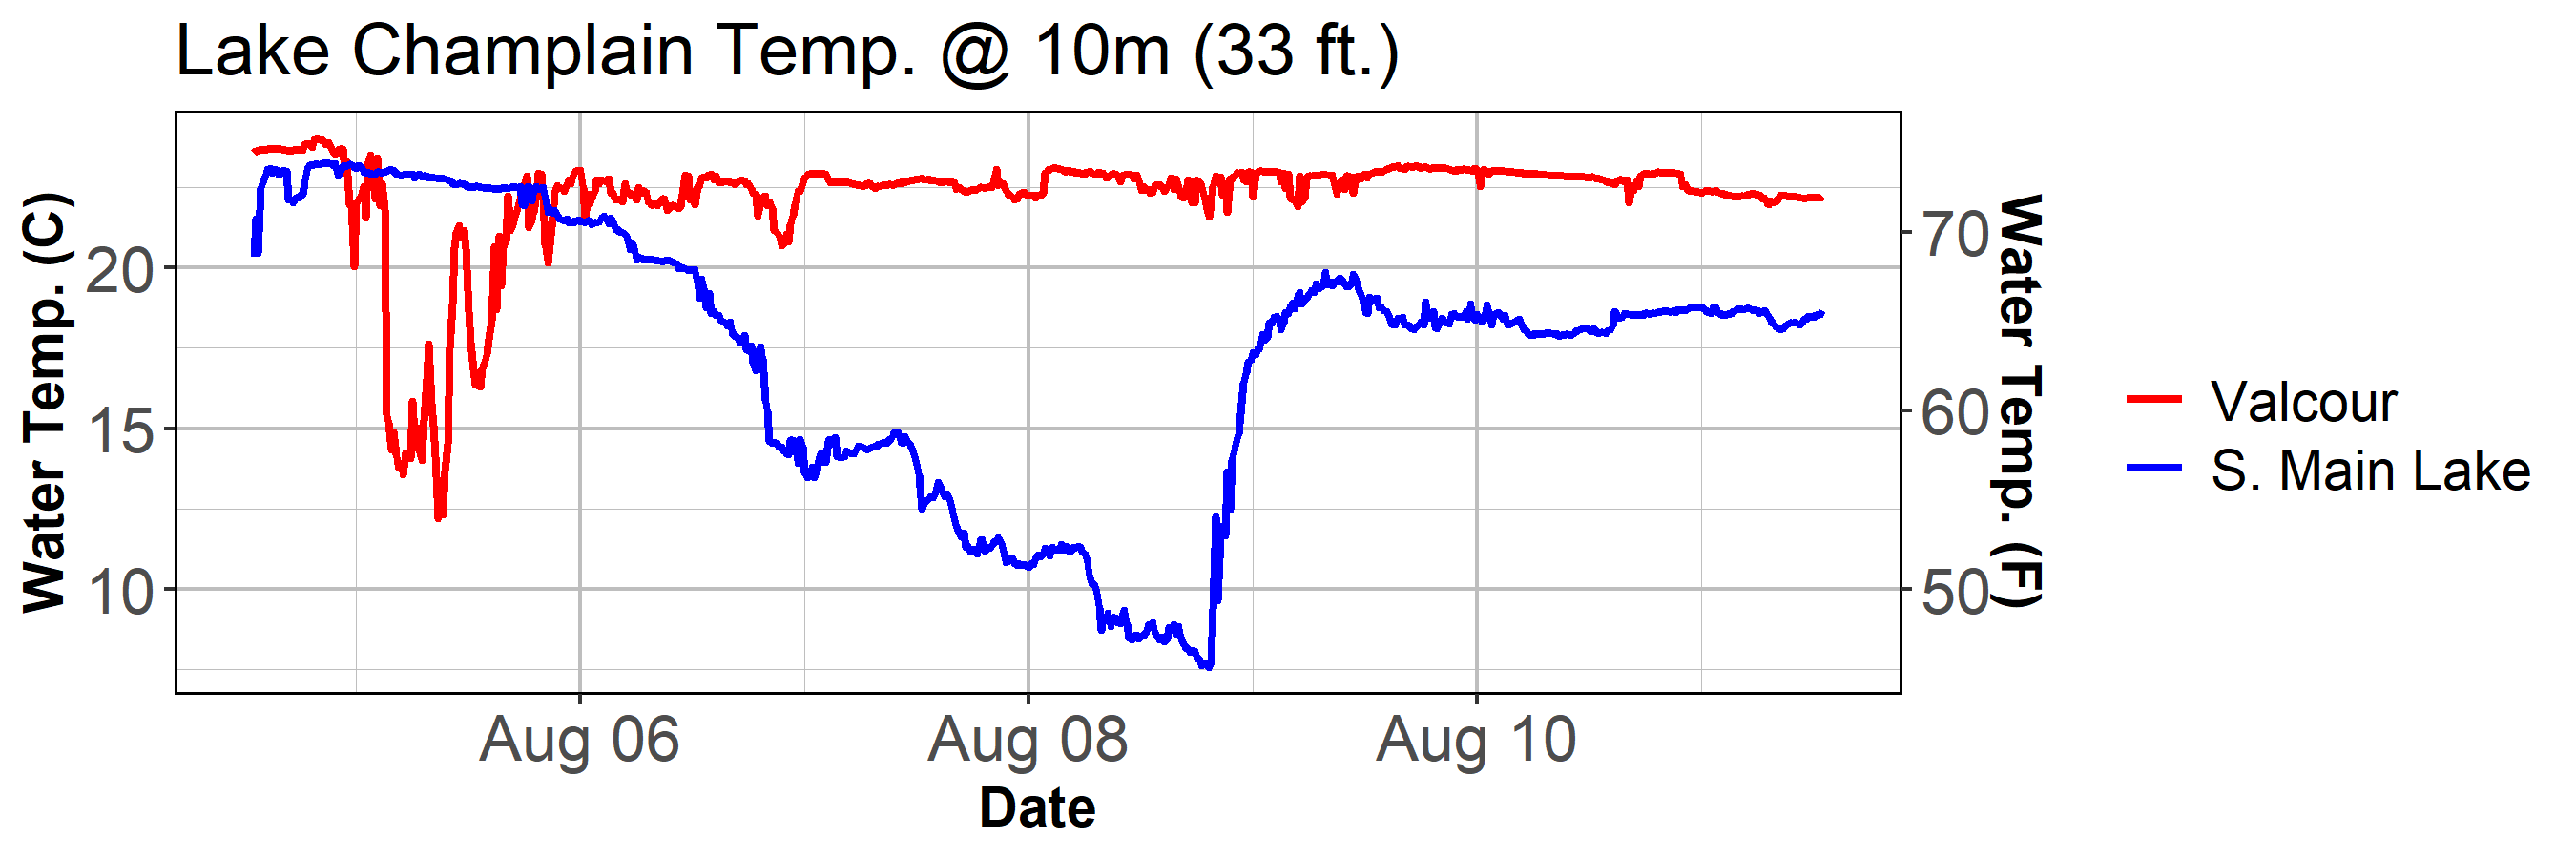 Lake Champlain Temp. @ 10m (33 ft.)
Water Temp. (C)
20
15
10
70
60
50
Water Temp. (F)
Aug 06
Aug 08
Aug 10
Date
Valcour
S. Main Lake